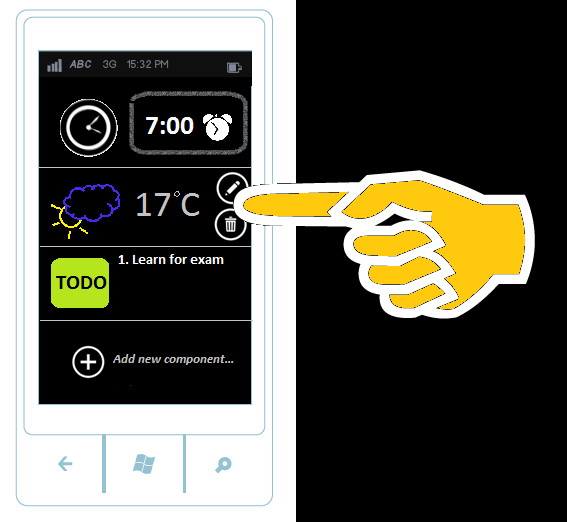 ABC 3G 15:32 PM
7:00
17°C
1. Learn for exam
TODO
Add new component...